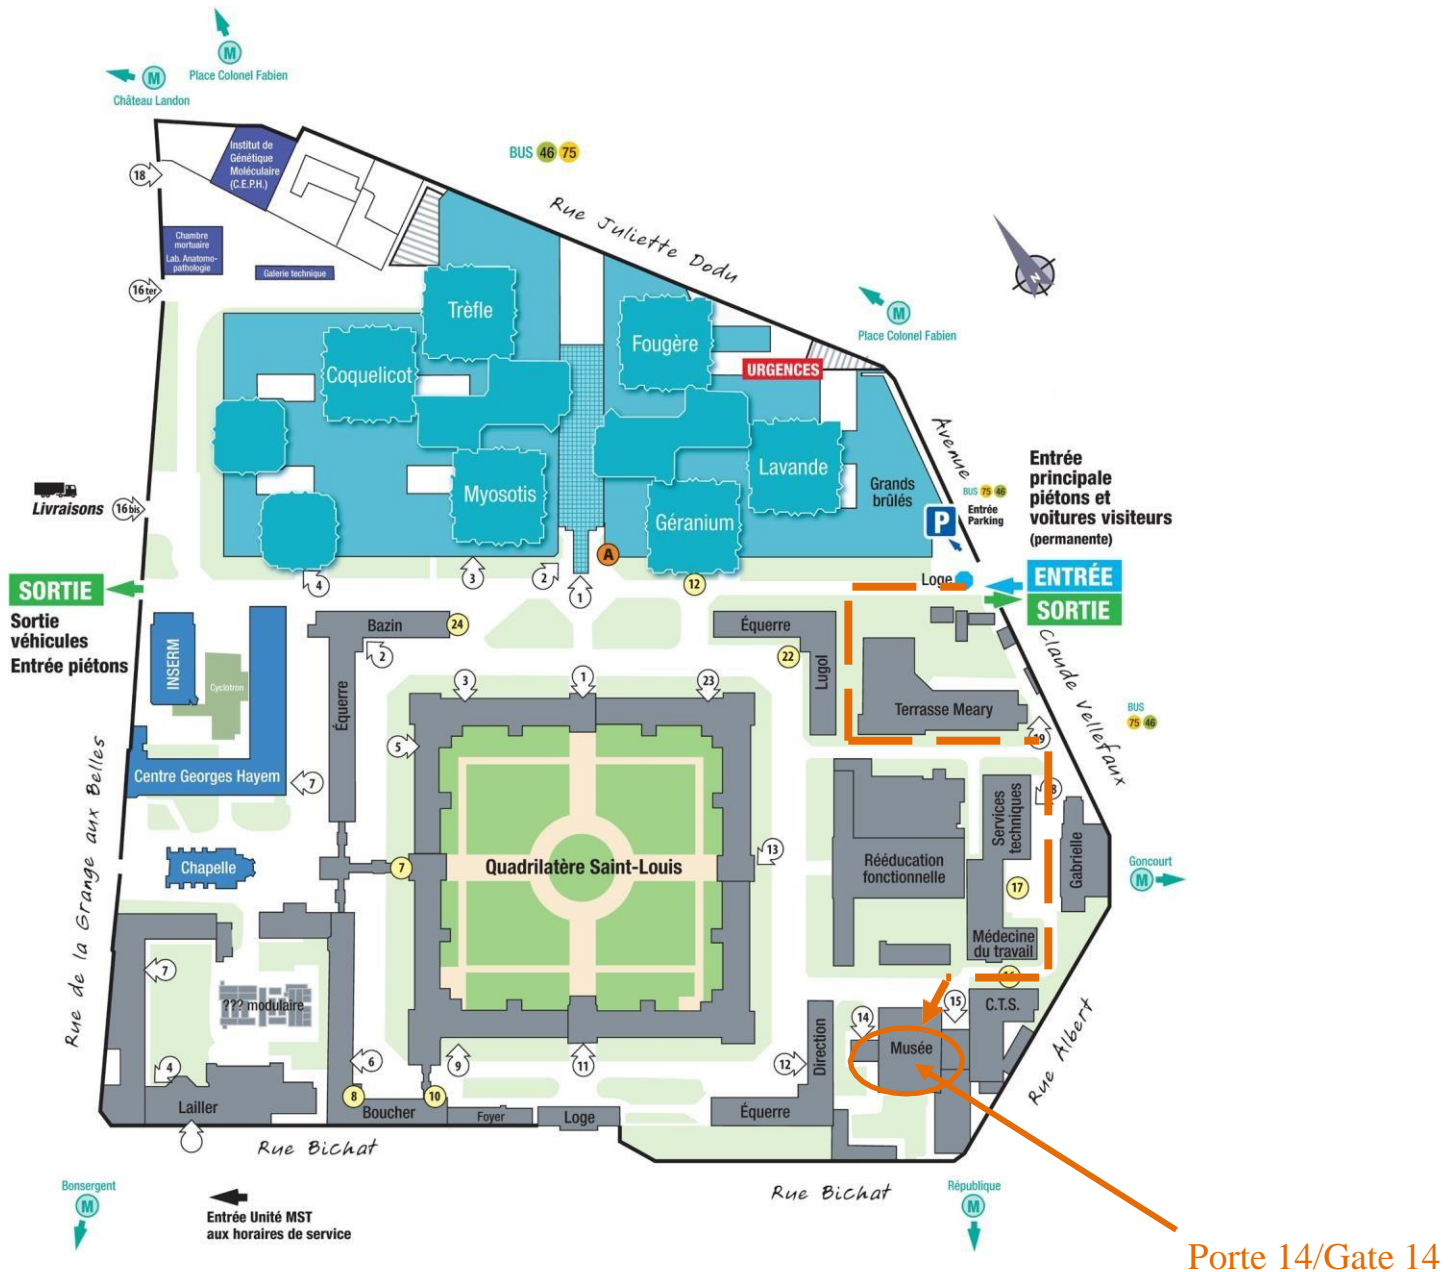 M
Place Colonel Fabien
M
Château Landon
BUS 46 75
Institut de
Génétique
Moléculaire
(C.E.P.H.)
18
Rue Juliette Dodu
Chambre
mortuaire
Lab. Anatomo-
pathologie
Galerie technique
16 ter
N
M
Place Colonel Fabien
Trèfle
Fougère
Coquelicot
URGENCES
Avenue
Claude Vellefaux
Lavande
Myosotis
Géranium
Grands
brûlés
BUS 75 46
P
Entrée
Parking
Entrée
principale
piétons et
voitures visiteurs
(permanente)
Livraisons
16 bis
A
4
3
2
1
12
Loge
ENTRÉE
SORTIE
SORTIE
Sortie
véhicules
Entrée piétons
INSERM
Cyclotron
Bazin
24
2
Équerre
Équerre
22
Lugol
Terrasse Meary
19
BUS
75 46
3
1
23
5
Centre Georges Hayem
7
Services
techniques
8
Gabrielle
Rééducation
fonctionnelle
17
Goncourt
M
Chapelle
7
Quadrilatère Saint-Louis
13
Rue de la Grange aux Belles
Médecine
du travail
7
??? modulaire
C.T.S.
15
14
Musée
Direction
12
Rue Albert
4
6
9
11
Lailler
8
Boucher
10
Foyer
Loge
Équerre
Rue Bichat
Rue Bichat
Bonsergent
M
République
M
Entrée Unité MST
aux horaires de service
Porte 14/Gate 14